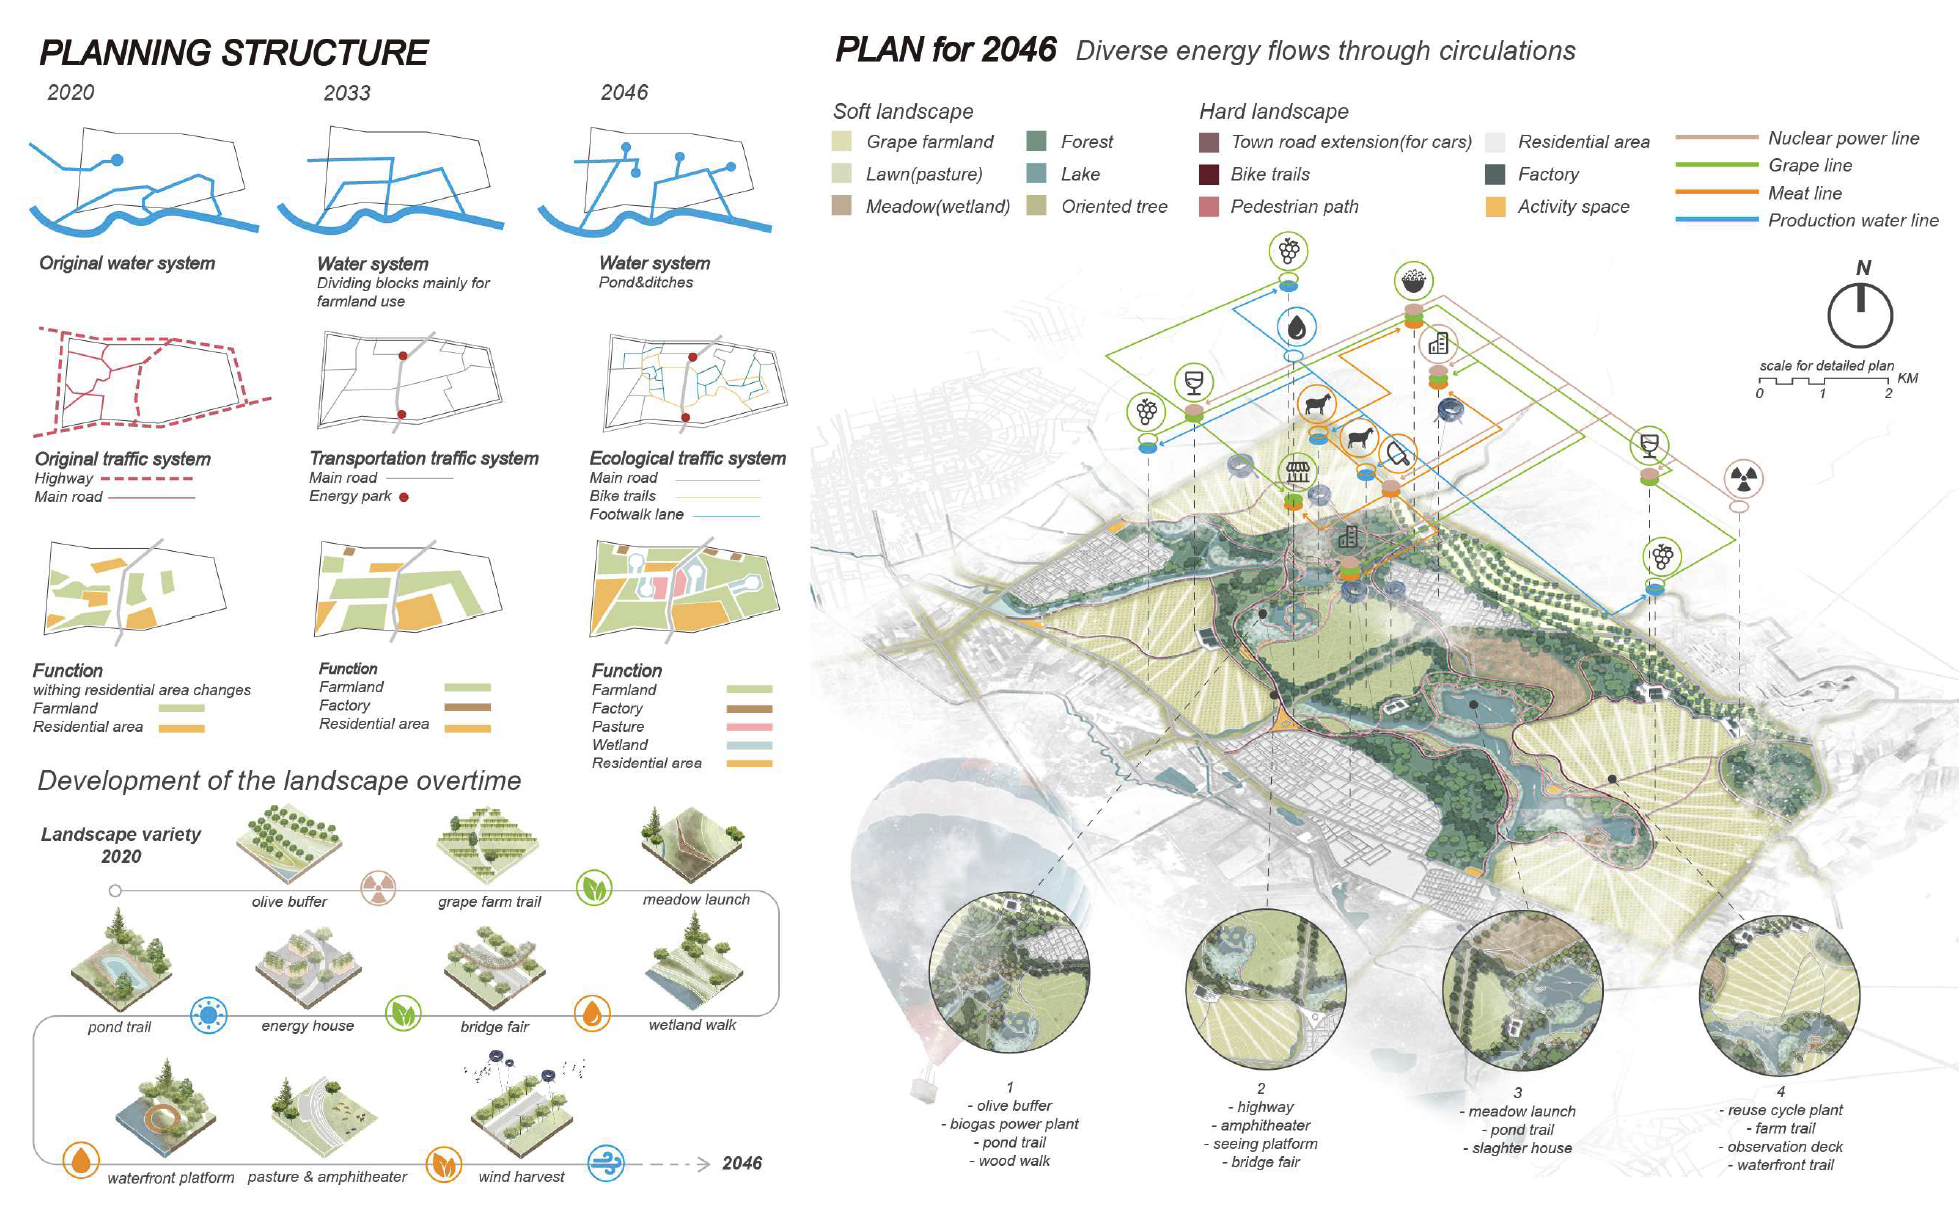 PLANNING STRUCTURE
2020
2033
2046
Original water system
Water system
Dividing blocks mainly for
farmland use
Water system
Pond&ditches
Original traffic system
Highway
Main road
Transportation traffic system
Main road
Energy park
Ecological traffic system
Main road
Bike trails
Footwalk lane
Function
withing residential area changes
Farmland
Residential area
Function
Farmland
Factory
Residential area
Function
Farmland
Factory
Pasture
Wetland
Residential area
Development of the landscape overtime
Landscape variety
2020
olive buffer
grape farm trail
meadow launch
pond trail
energy house
bridge fair
wetland walk
waterfront platform
pasture & amphitheater
wind harvest
2046
PLAN for 2046 Diverse energy flows through circulations
Soft landscape
Grape farmland
Lawn(pasture)
Meadow(wetland)
Forest
Lake
Oriented tree
Hard landscape
Town road extension(for cars)
Bike trails
Pedestrian path
Residential area
Factory
Activity space
Nuclear power line
Grape line
Meat line
Production water line
N
scale for detailed plan
KM
0 1 2
1
- olive buffer
- biogas power plant
- pond trail
- wood walk
2
- highway
- amphitheater
- seeing platform
- bridge fair
3
- meadow launch
- pond trail
- slaghter house
4
- reuse cycle plant
- farm trail
- observation deck
- waterfront trail